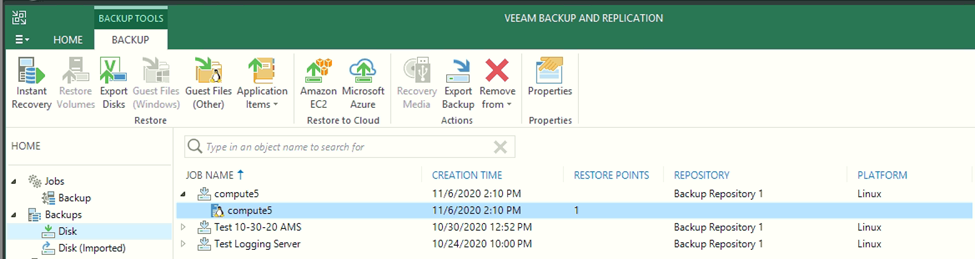 BACKUP TOOLS
VEEAM BACKUP AND REPLICATION
HOME
BACKUP
Instant Recovery
Restore Volumes
Export Disks
Guest Files (Windows)
Guest Files (Other)
Application Items
Amazon EC2
Microsoft Azure
Recovery Media
Export Backup
Remove from
Properties
Restore
Restore to Cloud
Actions
Properties
HOME
Type in an object name to search for
Jobs
Backup
Backups
Disk
Disk (Imported)
JOB NAME CREATION TIME RESTORE POINTS REPOSITORY PLATFORM
compute5 11/6/2020 2:10 PM Backup Repository 1 Linux
compute5 11/6/2020 2:10 PM 1
Test 10-30-20 AMS 10/30/2020 12:52 PM Backup Repository 1 Linux
Test Logging Server 10/24/2020 10:00 PM Backup Repository 1 Linux